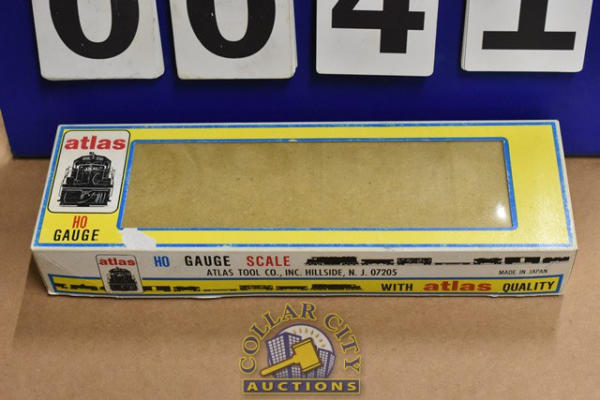 0041
atlas
HO
GAUGE
atlas
HO GAUGE SCALE
ATLAS TOOL CO., INC. HILLSIDE, N. J. 07205
MADE IN JAPAN
WITH atlas QUALITY
COLLAR CITY
AUCTIONS